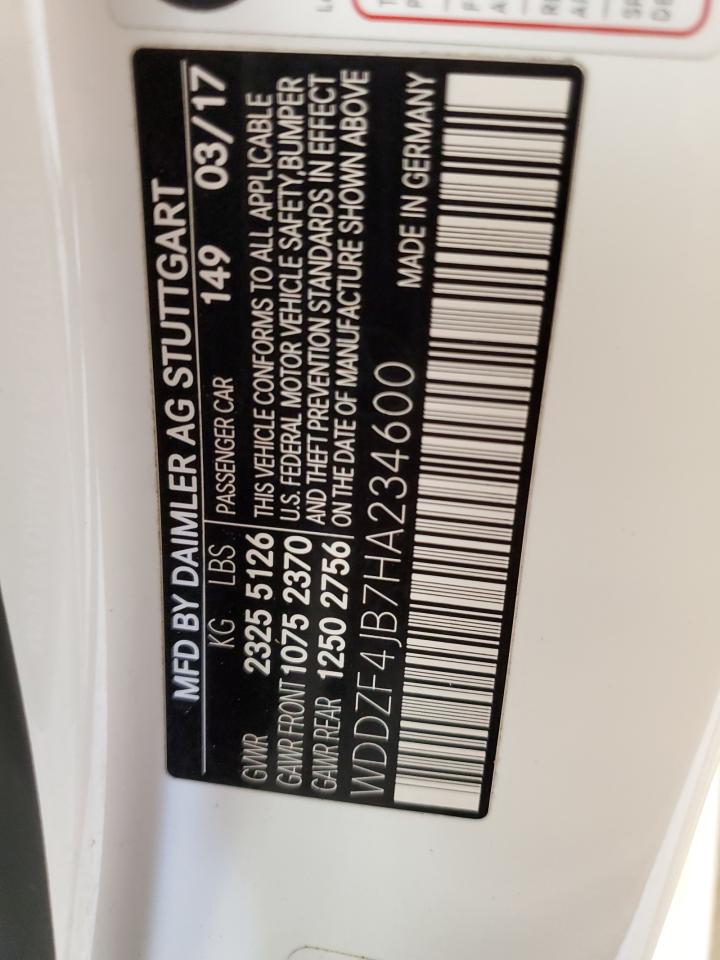 MFD BY DAIMLER AG STUTTGART
KG LBS PASSENGER CAR 149 03/17
GVWR 2325 5126 THIS VEHICLE CONFORMS TO ALL APPLICABLE
GAWR FRONT 1075 2370 U.S. FEDERAL MOTOR VEHICLE SAFETY,BUMPER
GAWR REAR 1250 2756 AND THEFT PREVENTION STANDARDS IN EFFECT
ON THE DATE OF MANUFACTURE SHOWN ABOVE
WDDZF4JB7HA234600 MADE IN GERMANY